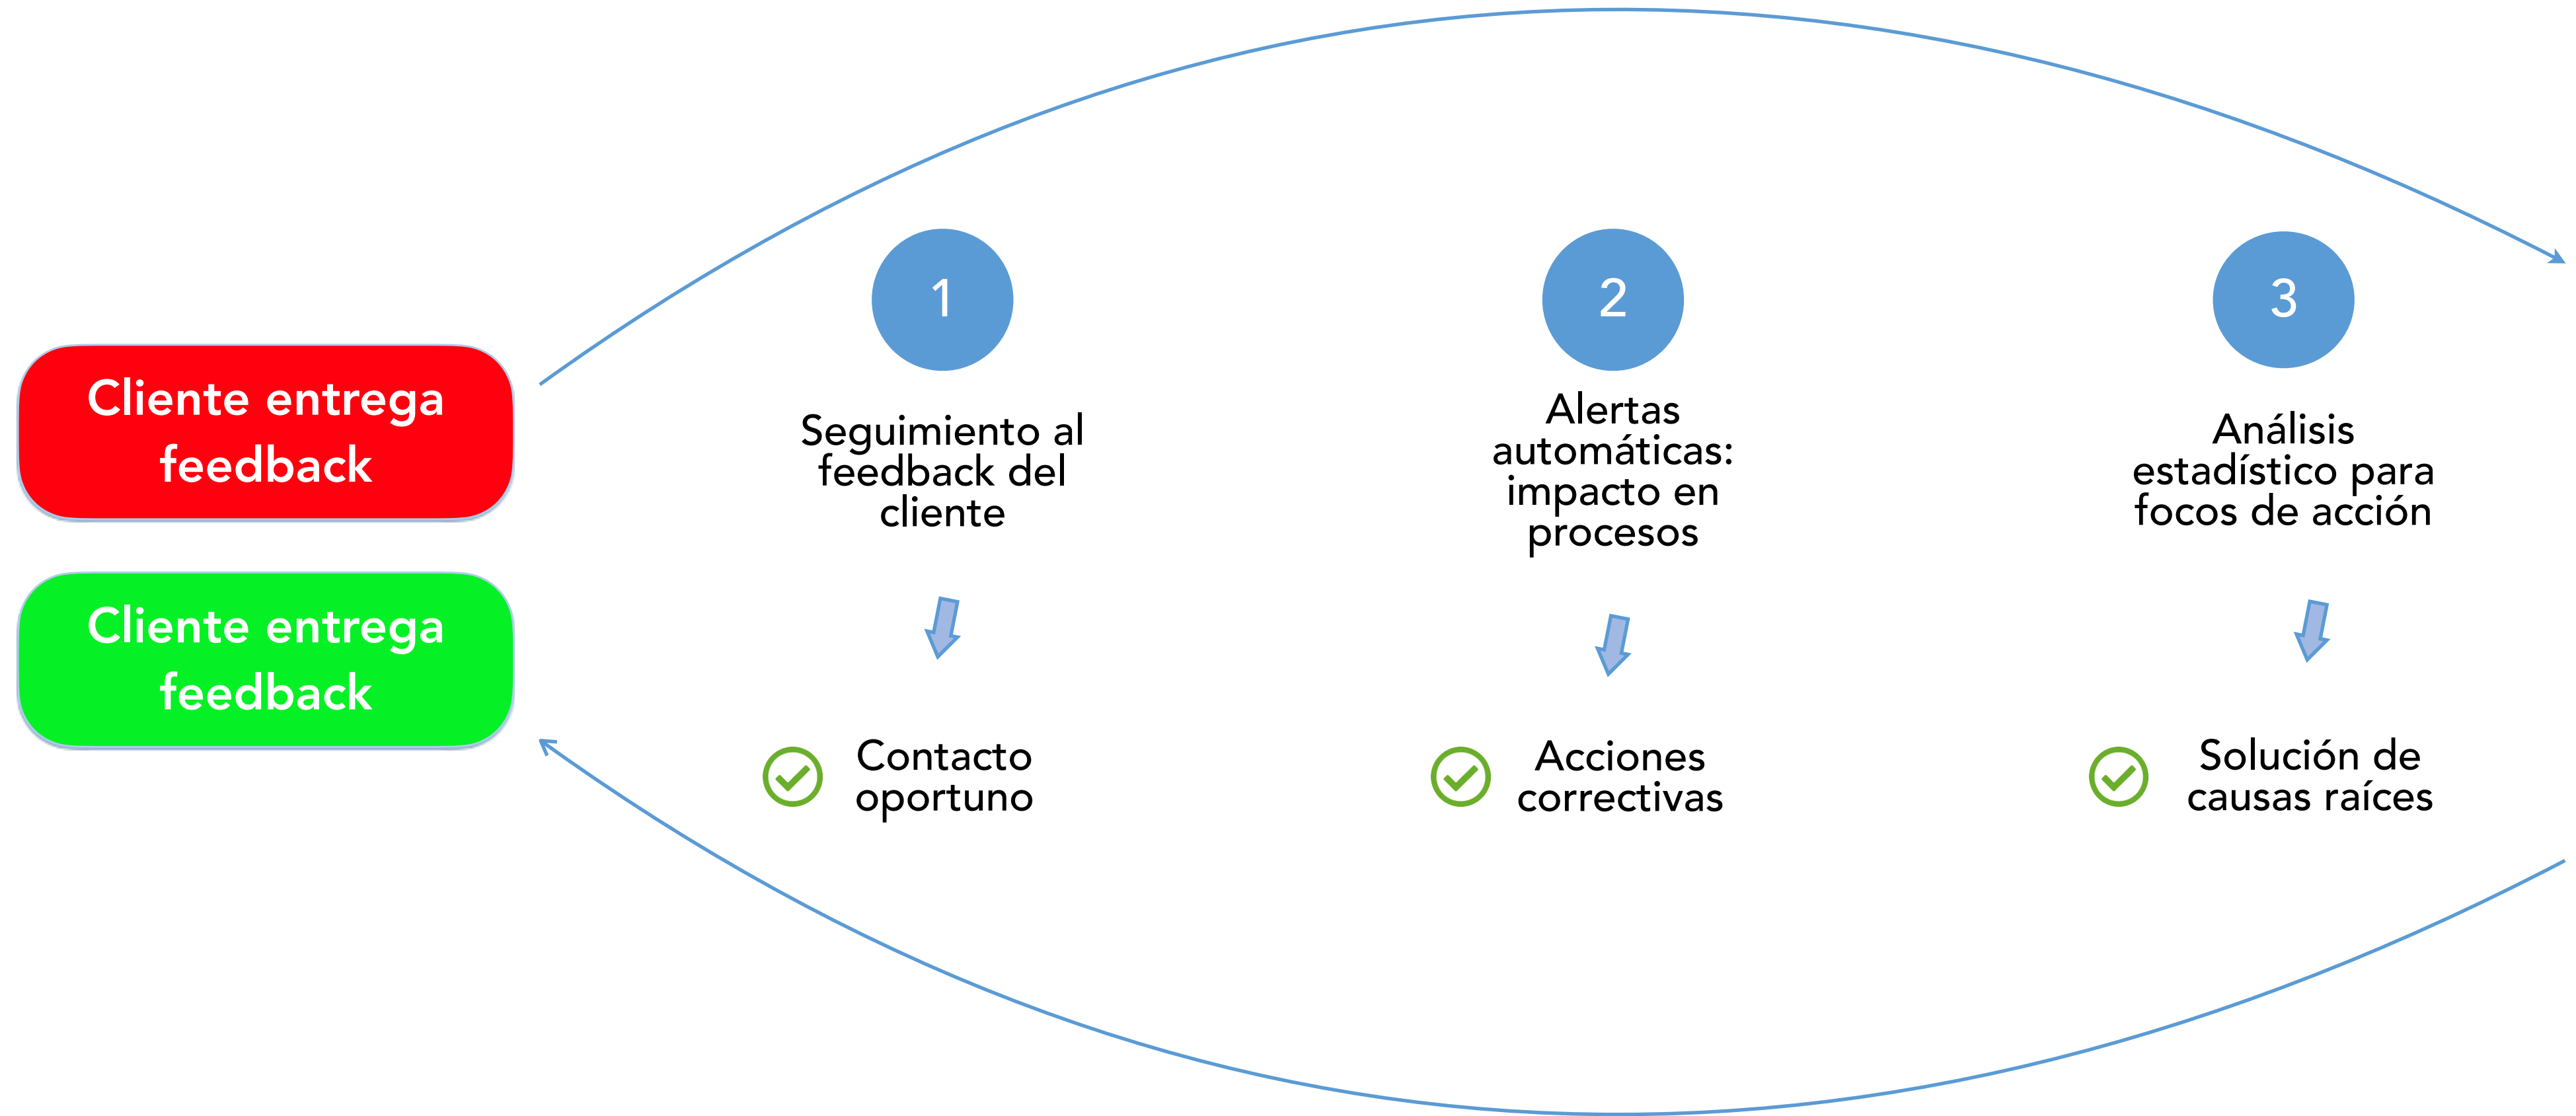 Cliente entrega
feedback
Cliente entrega
feedback
1
Seguimiento al
feedback del
cliente
Contacto
oportuno
2
Alertas
automáticas:
impacto en
procesos
Acciones
correctivas
3
Análisis
estadístico para
focos de acción
Solución de
causas raíces